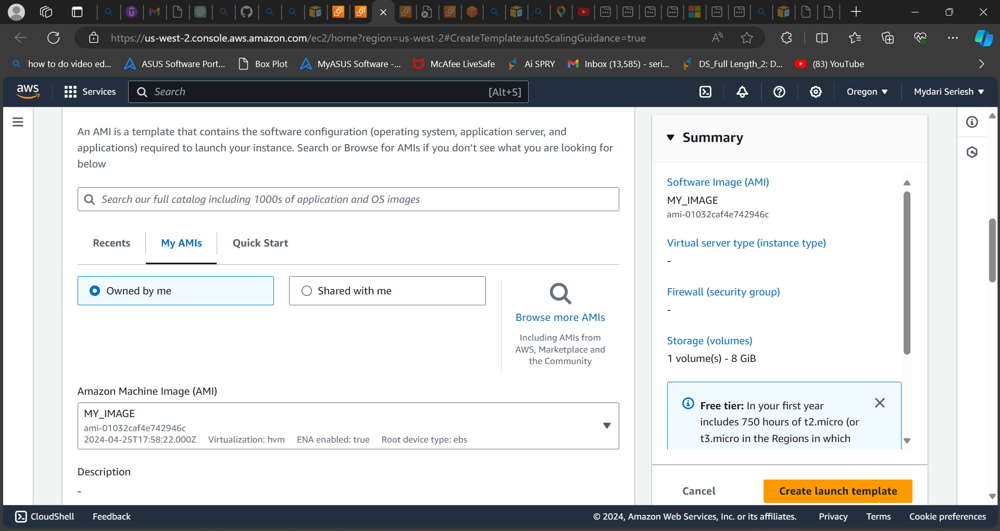 https://us-west-2.console.aws.amazon.com/ec2/home?region=us-west-2#CreateTemplate:autoScalingGuidance=true
how to do video ed... ASUS Software Port... Box Plot MyASUS Software -... McAfee LiveSafe Ai SPRY Inbox (13,585) - seri... DS_Full Length_2: D... (83) YouTube
aws Services Search [Alt+S] Oregon Mydari Seriesh
An AMI is a template that contains the software configuration (operating system, application server, and
applications) required to launch your instance. Search or Browse for AMIs if you don't see what you are looking for
below
Search our full catalog including 1000s of application and OS images
Recents My AMIs Quick Start
Owned by me Shared with me
Browse more AMIs
Including AMIs from
AWS, Marketplace and
the Community
Amazon Machine Image (AMI)
MY_IMAGE
ami-01032caf4e742946c
2024-04-25T17:58:22.000Z Virtualization: hvm ENA enabled: true Root device type: ebs
Description
-
Summary
Software Image (AMI)
MY_IMAGE
ami-01032caf4e742946c
Virtual server type (instance type)
-
Firewall (security group)
-
Storage (volumes)
1 volume(s) - 8 GiB
Free tier: In your first year
includes 750 hours of t2.micro (or
t3.micro in the Regions in which
Cancel Create launch template
CloudShell Feedback © 2024, Amazon Web Services, Inc. or its affiliates. Privacy Terms Cookie preferences